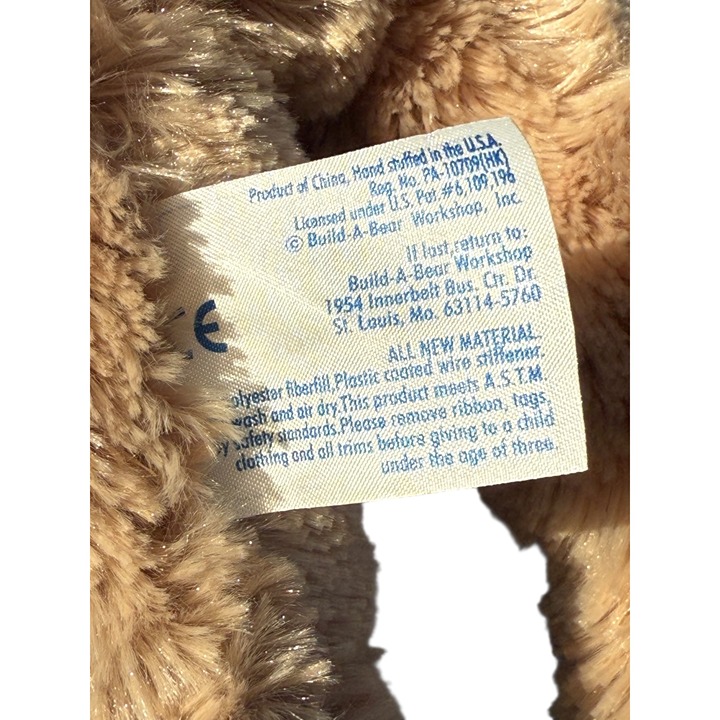 Product of China, Hand stuffed in the U.S.A.
Reg. No. PA-10709(HK)
Licensed under U.S. Pat. #6,109,196
© Build-A-Bear Workshop, Inc.
If lost, return to:
Build-A-Bear Workshop
1954 Innerbelt Bus. Ctr. Dr.
St. Louis, Mo. 63114-5760
CE
ALL NEW MATERIAL.
olyester fiberfill, Plastic coated wire stiffener.
wash and air dry. This product meets A.S.T.M.
y safety standards. Please remove ribbon, tags,
clothing and all trims before giving to a child
under the age of three.